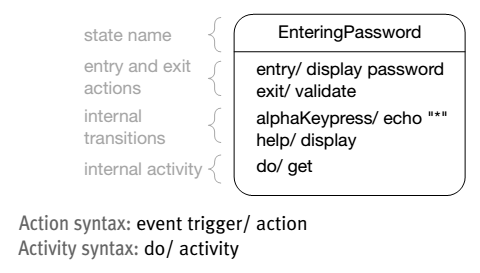 state name
EnteringPassword
entry and exit
actions
entry/ display password
exit/ validate
internal
transitions
alphaKeypress/ echo "*"
help/ display
internal activity
do/ get
Action syntax: event trigger/ action
Activity syntax: do/ activity